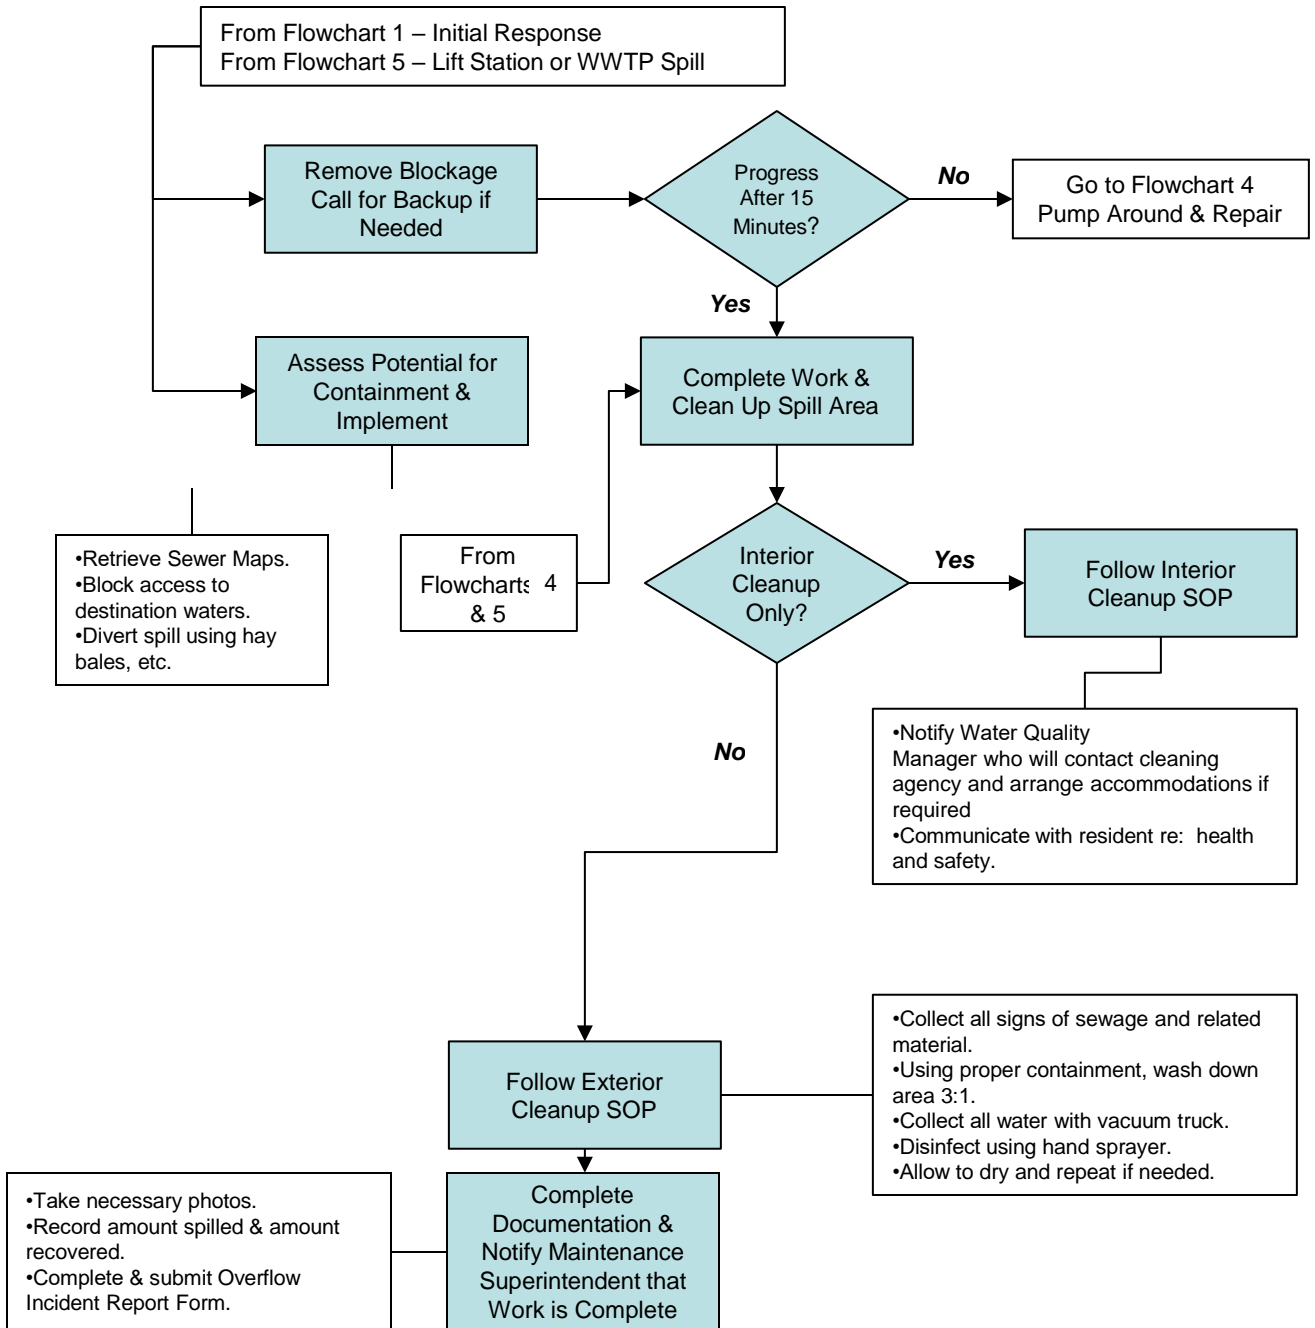 From Flowchart 1 – Initial Response
From Flowchart 5 – Lift Station or WWTP Spill
Remove Blockage
Call for Backup if
Needed
Progress
After 15
Minutes?
No
Go to Flowchart 4
Pump Around & Repair
Yes
Assess Potential for
Containment &
Implement
Complete Work &
Clean Up Spill Area
•Retrieve Sewer Maps.
•Block access to
destination waters.
•Divert spill using hay
bales, etc.
From
Flowcharts 4
& 5
Interior
Cleanup
Only?
Yes
Follow Interior
Cleanup SOP
No
•Notify Water Quality
Manager who will contact cleaning
agency and arrange accommodations if
required
•Communicate with resident re: health
and safety.
Follow Exterior
Cleanup SOP
•Collect all signs of sewage and related
material.
•Using proper containment, wash down
area 3:1.
•Collect all water with vacuum truck.
•Disinfect using hand sprayer.
•Allow to dry and repeat if needed.
•Take necessary photos.
•Record amount spilled & amount
recovered.
•Complete & submit Overflow
Incident Report Form.
Complete
Documentation &
Notify Maintenance
Superintendent that
Work is Complete